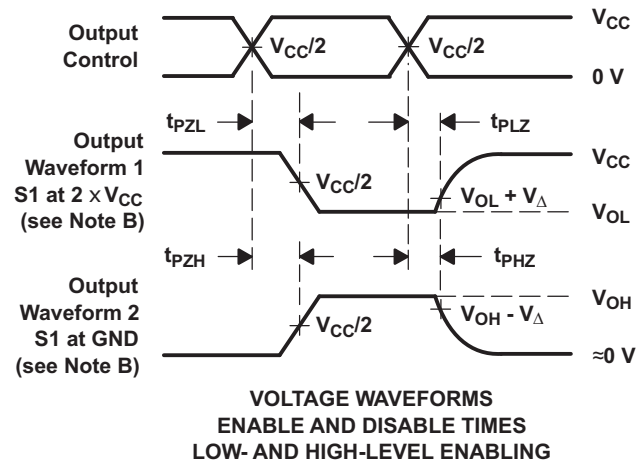 Output
Control
V_CC/2
V_CC/2
V_CC
0 V
t_PZL
t_PLZ
Output
Waveform 1
S1 at 2 x V_CC
(see Note B)
V_CC/2
V_OL + V_Δ
V_CC
V_OL
t_PZH
t_PHZ
Output
Waveform 2
S1 at GND
(see Note B)
V_CC/2
V_OH - V_Δ
V_OH
≈0 V
VOLTAGE WAVEFORMS
ENABLE AND DISABLE TIMES
LOW- AND HIGH-LEVEL ENABLING